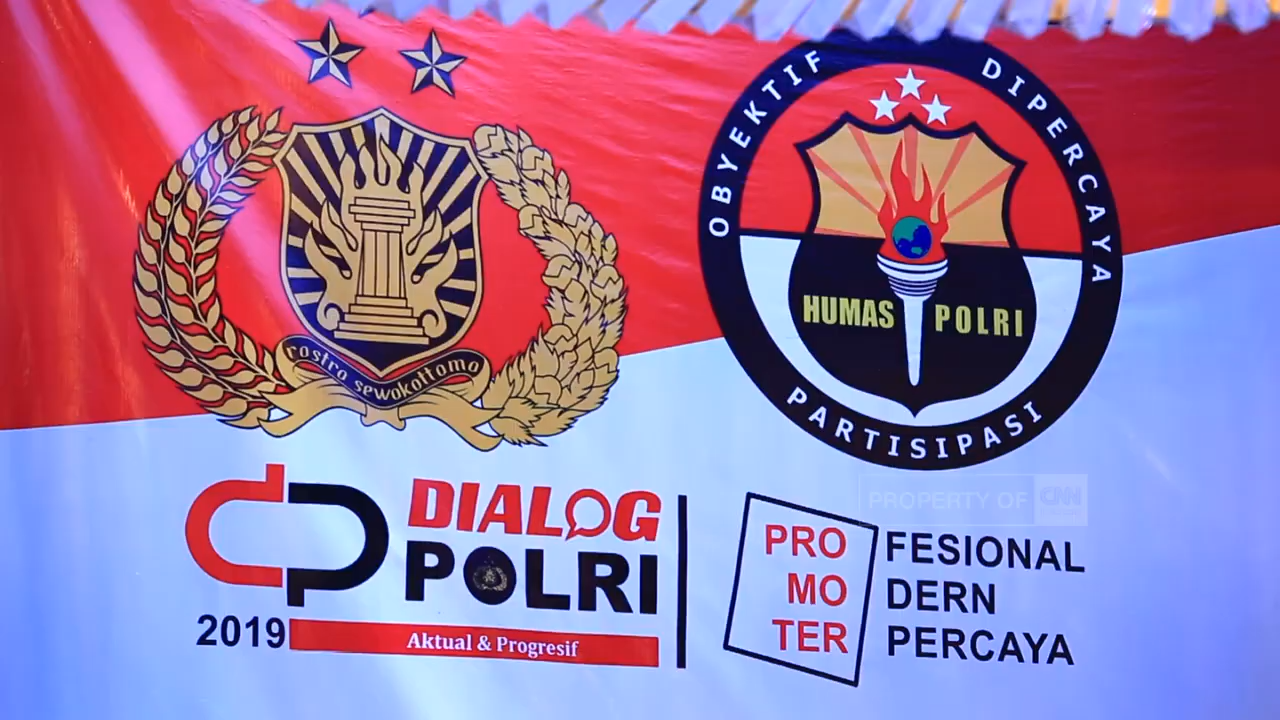 OBYEKTIF DIPERCAYA
HUMAS POLRI
PARTISIPASI
rastra sewakottama
DIALOG
POLRI
2019
Aktual & Progresif
PRO FESIONAL
MO DERN
TER PERCAYA
PROPERTY OF CNN